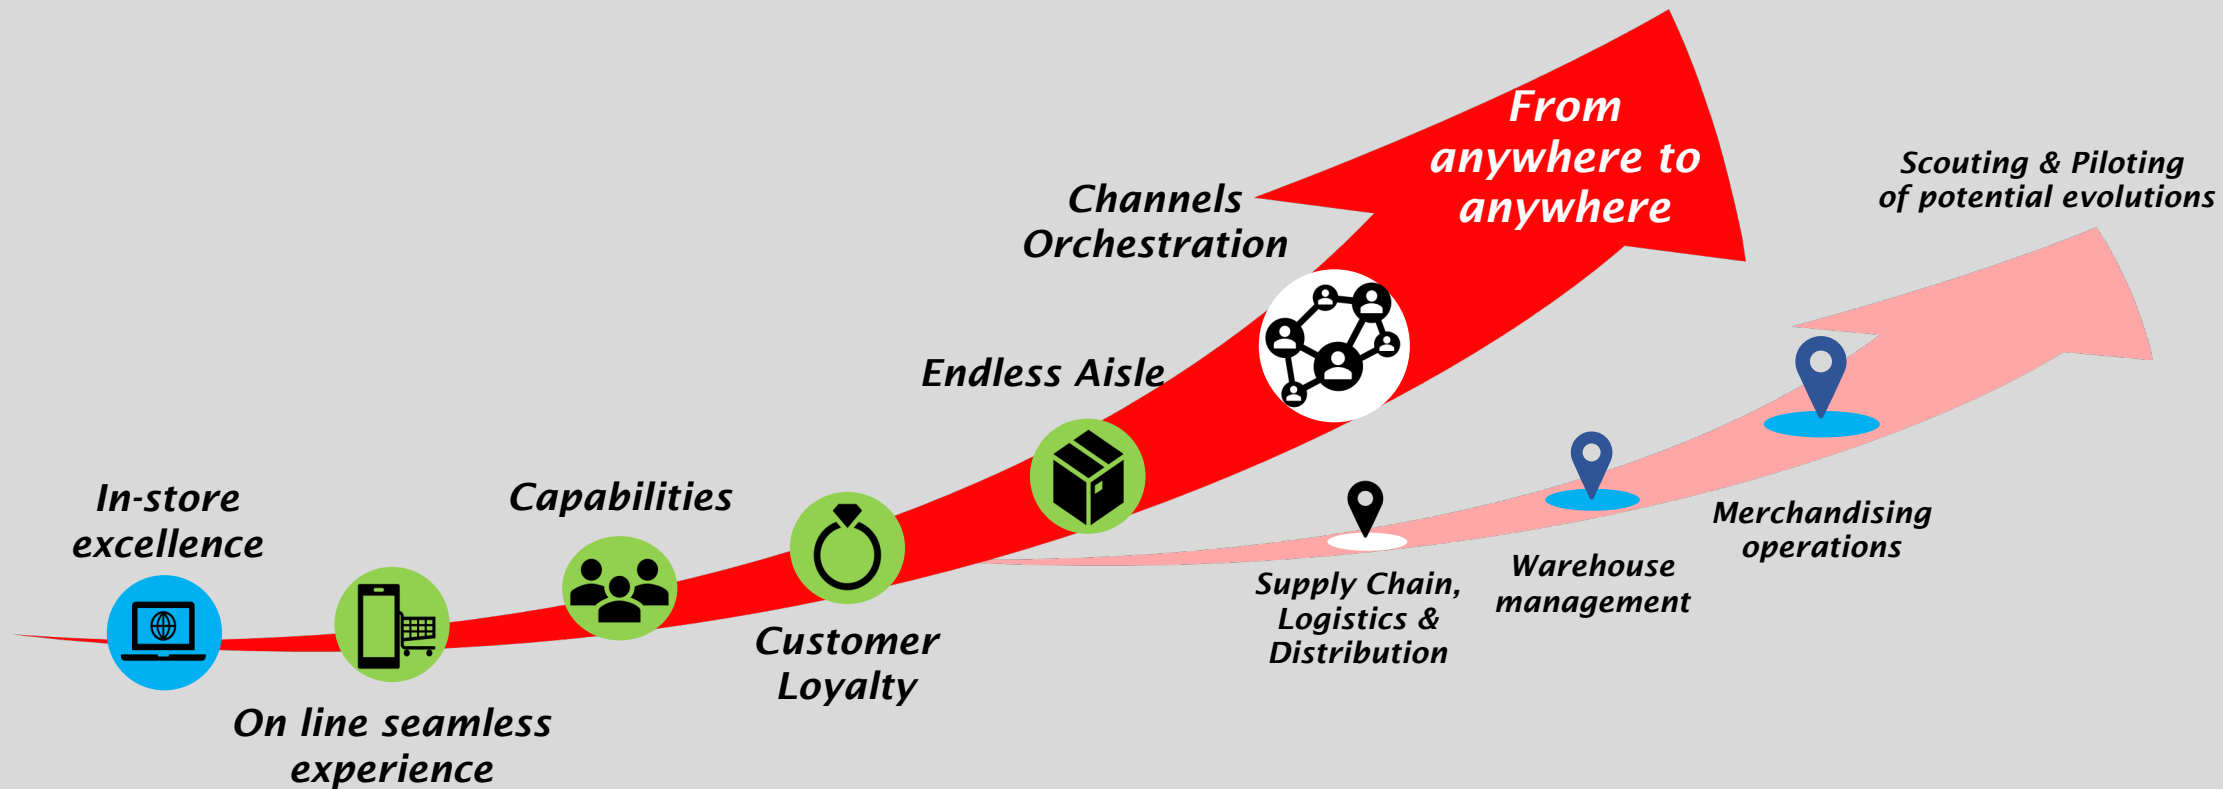 From
anywhere to
anywhere
Scouting & Piloting
of potential evolutions
Channels
Orchestration
Endless Aisle
In-store
excellence
Capabilities
Merchandising
operations
Warehouse
management
Supply Chain,
Logistics &
Distribution
Customer
Loyalty
On line seamless
experience